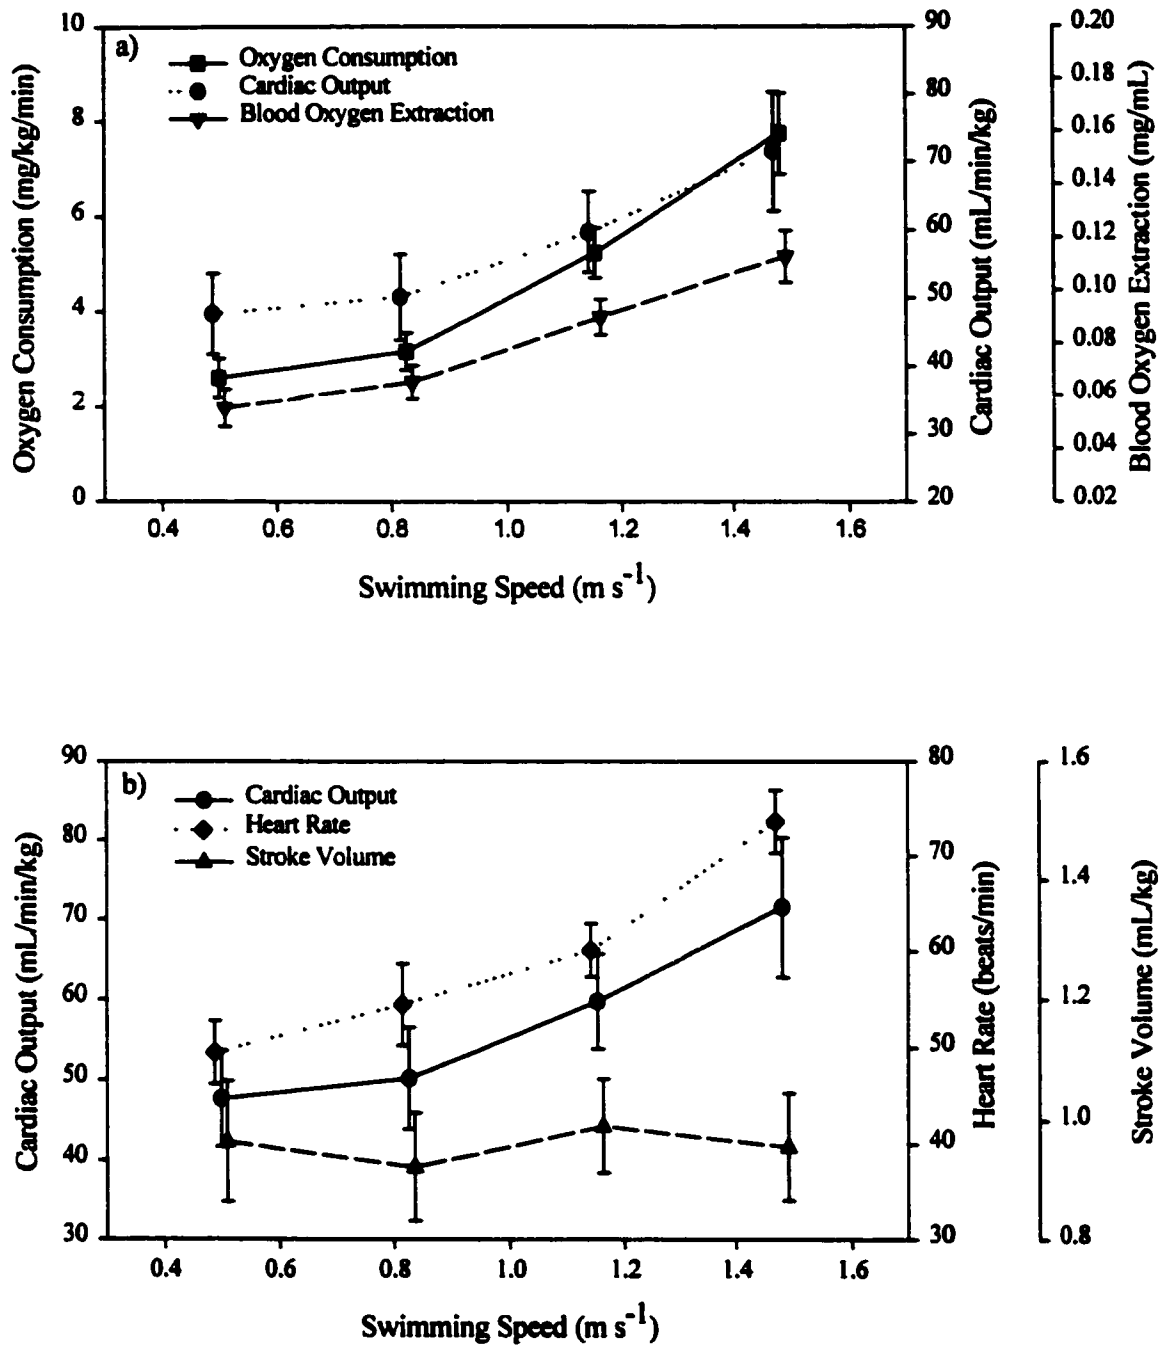 a)
Oxygen Consumption
Cardiac Output
Blood Oxygen Extraction
10
8
6
4
2
0
Oxygen Consumption (mg/kg/min)
90
80
70
60
50
40
30
20
Cardiac Output (mL/min/kg)
0.20
0.18
0.16
0.14
0.12
0.10
0.08
0.06
0.04
0.02
Blood Oxygen Extraction (mg/mL)
0.4 0.6 0.8 1.0 1.2 1.4 1.6
Swimming Speed (m s⁻¹)
b)
Cardiac Output
Heart Rate
Stroke Volume
90
80
70
60
50
40
30
Cardiac Output (mL/min/kg)
80
70
60
50
40
30
Heart Rate (beats/min)
1.6
1.4
1.2
1.0
0.8
Stroke Volume (mL/kg)
0.4 0.6 0.8 1.0 1.2 1.4 1.6
Swimming Speed (m s⁻¹)